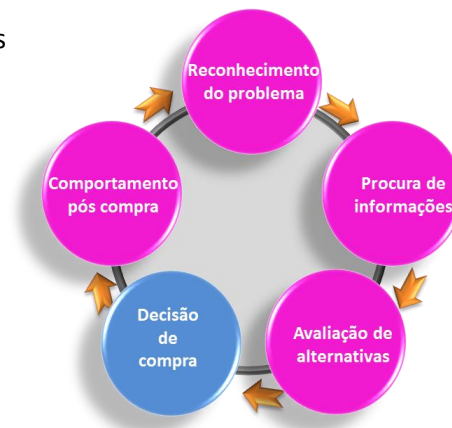 Reconhecimento
do problema
Procura de
informações
Avaliação de
alternativas
Decisão
de
compra
Comportamento
pós compra